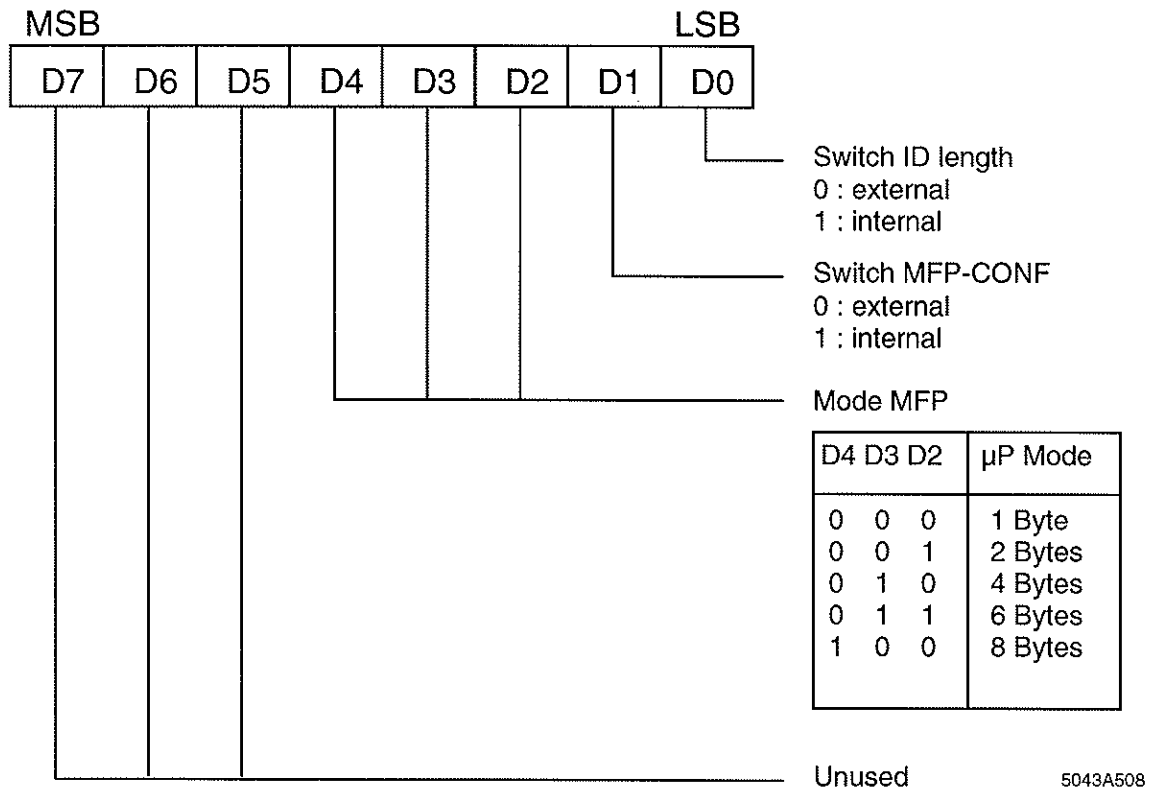 MSB LSB
D7 D6 D5 D4 D3 D2 D1 D0
Switch ID length
0 : external
1 : internal
Switch MFP-CONF
0 : external
1 : internal
Mode MFP
D4 D3 D2 µP Mode
0 0 0 1 Byte
0 0 1 2 Bytes
0 1 0 4 Bytes
0 1 1 6 Bytes
1 0 0 8 Bytes
Unused 5043A508